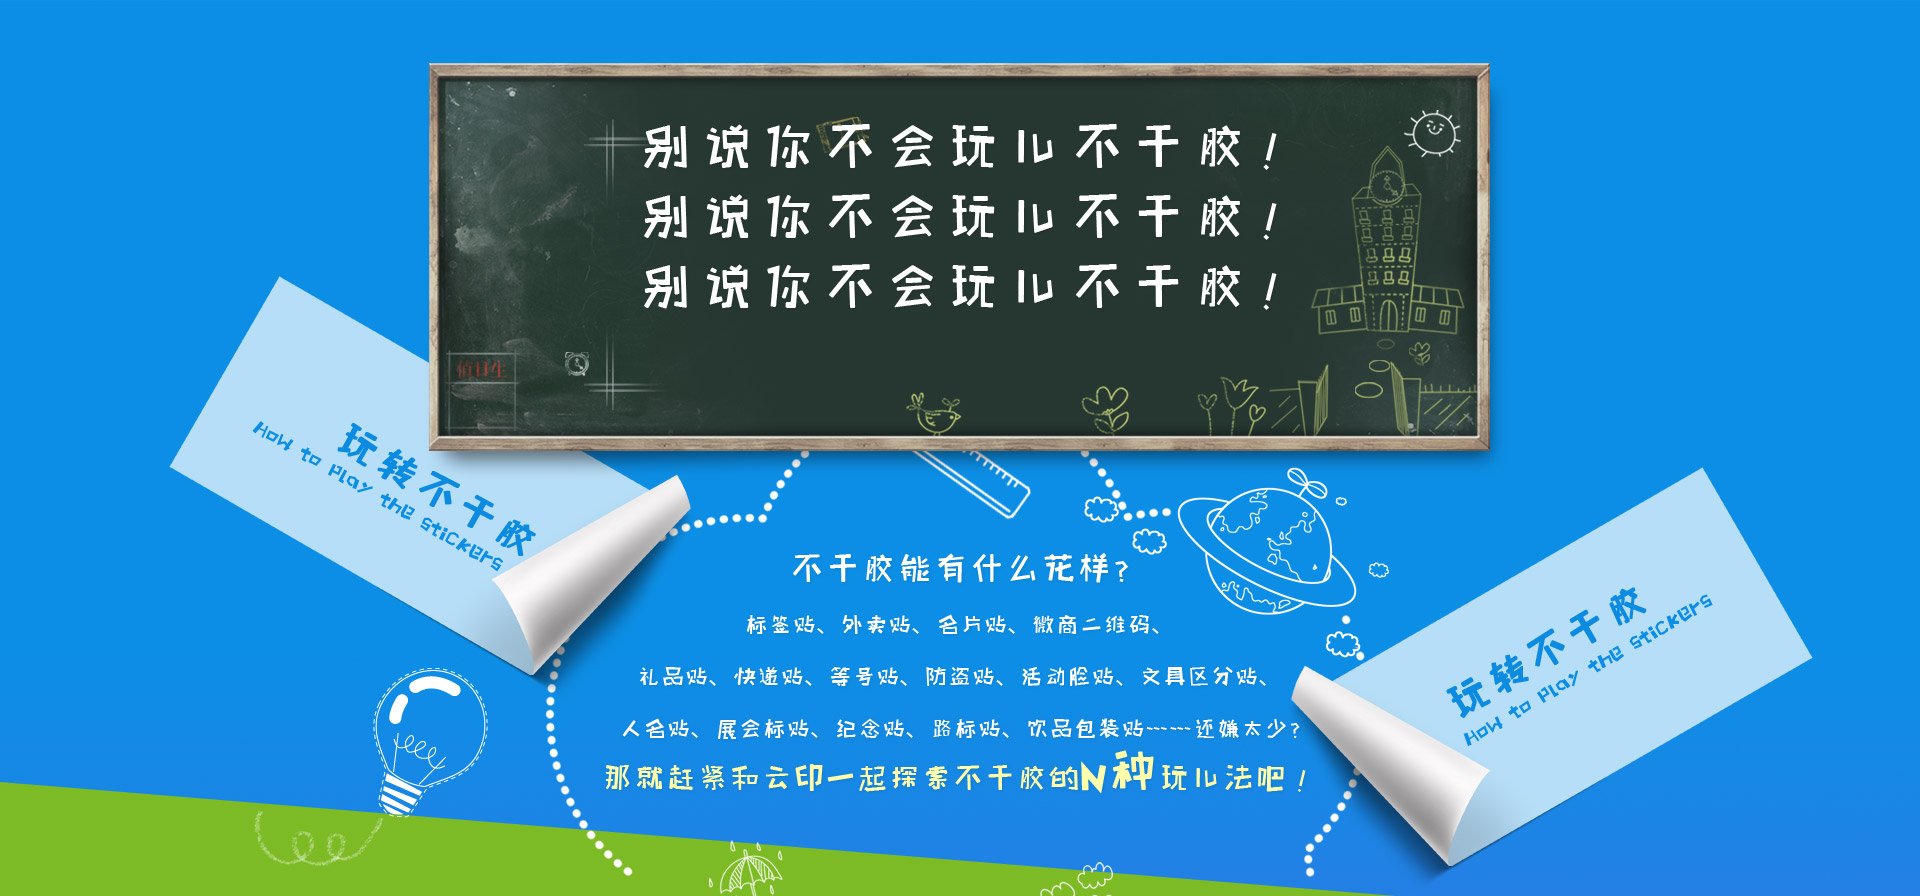 别说你不会玩儿不干胶！
别说你不会玩儿不干胶！
别说你不会玩儿不干胶！
值日生
玩转不干胶
How to Play the stickers
不干胶能有什么花样？
标签贴、外卖贴、名片贴、微商二维码、
礼品贴、快递贴、等号贴、防盗贴、活动脸贴、文具区分贴、
人名贴、展会标贴、纪念贴、路标贴、饮品包装贴……还嫌太少？
那就赶紧和云印一起探索不干胶的N种玩儿法吧！
玩转不干胶
How to Play the stickers